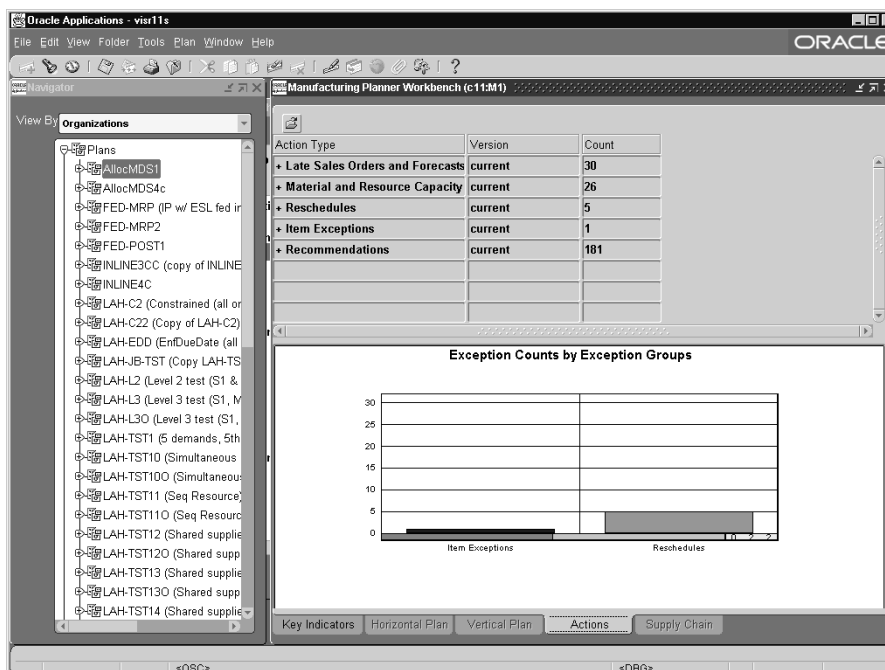 Oracle Applications - visr11s
File Edit View Folder Tools Plan Window Help
ORACLE
Navigator
View By Organizations
Plans
AllocMDS1
AllocMDS4c
FED-MRP (IP w/ ESL fed in
FED-MRP2
FED-POST1
INLINE3CC (copy of INLINE
INLINE4C
LAH-C2 (Constrained (all or
LAH-C22 (Copy of LAH-C2)
LAH-EDD (EnfDueDate (all
LAH-JB-TST (Copy LAH-TS
LAH-L2 (Level 2 test (S1 &
LAH-L3 (Level 3 test (S1, M
LAH-L3O (Level 3 test (S1,
LAH-TST1 (5 demands, 5th
LAH-TST10 (Simultaneous
LAH-TST10O (Simultaneou
LAH-TST11 (Seq Resource)
LAH-TST11O (Seq Resourc
LAH-TST12 (Shared supplie
LAH-TST12O (Shared supp
LAH-TST13 (Shared supplie
LAH-TST13O (Shared supp
LAH-TST14 (Shared supplie
Manufacturing Planner Workbench (c11:M1)
Action Type Version Count
+ Late Sales Orders and Forecasts current 30
+ Material and Resource Capacity current 26
+ Reschedules current 5
+ Item Exceptions current 1
+ Recommendations current 181
Exception Counts by Exception Groups
30
25
20
15
10
5
0
0 2 2
Item Exceptions Reschedules
Key Indicators Horizontal Plan Vertical Plan Actions Supply Chain
<OSC> <DBG>